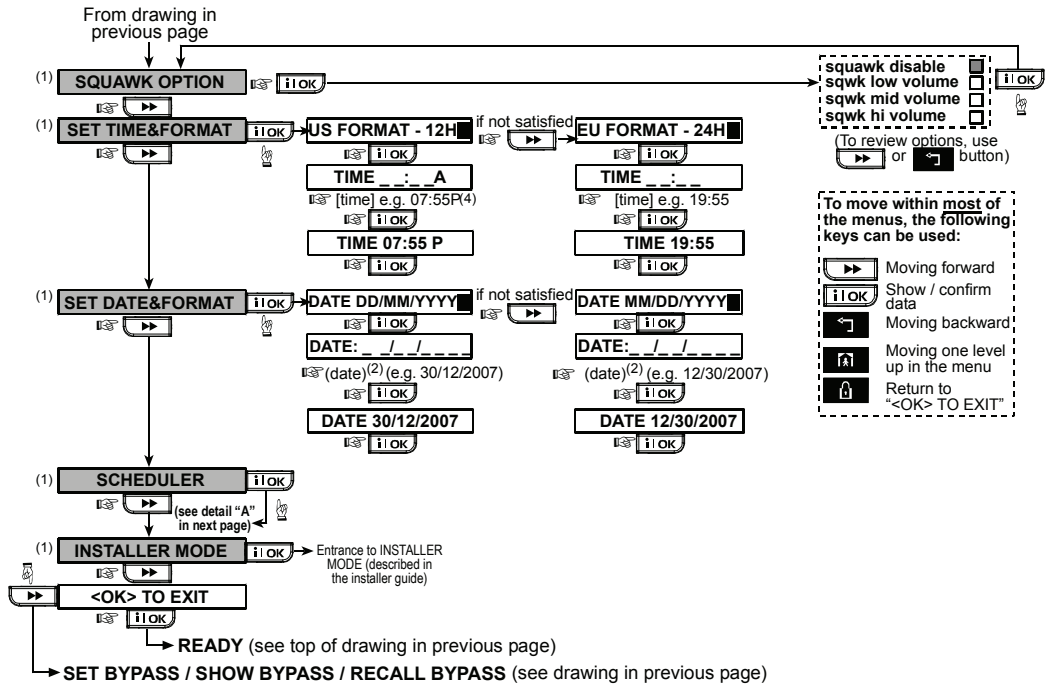 From drawing in
previous page
(1) SQUAWK OPTION i OK
squawk disable
sqwk low volume
sqwk mid volume
sqwk hi volume
i OK
(To review options, use
or button)
(1) SET TIME&FORMAT i OK
US FORMAT - 12H
if not satisfied
EU FORMAT - 24H
i OK
i OK
TIME _ _:_ _A
TIME _ _:_ _
[time] e.g. 07:55P(4)
[time] e.g. 19:55
i OK
i OK
TIME 07:55 P
TIME 19:55
i OK
i OK
To move within most of
the menus, the following
keys can be used:
Moving forward
i OK Show / confirm
data
Moving backward
Moving one level
up in the menu
Return to
“<OK> TO EXIT”
(1) SET DATE&FORMAT i OK
DATE DD/MM/YYYY
if not satisfied
DATE MM/DD/YYYY
i OK
i OK
DATE: _ _/_ _/_ _ _ _
DATE:_ _/_ _/_ _ _ _
(date)(2) (e.g. 30/12/2007)
(date)(2) (e.g. 12/30/2007)
i OK
i OK
DATE 30/12/2007
DATE 12/30/2007
i OK
i OK
(1) SCHEDULER i OK
(see detail “A”
in next page)
(1) INSTALLER MODE i OK
Entrance to INSTALLER
MODE (described in
the installer guide)
<OK> TO EXIT
i OK
READY (see top of drawing in previous page)
SET BYPASS / SHOW BYPASS / RECALL BYPASS (see drawing in previous page)